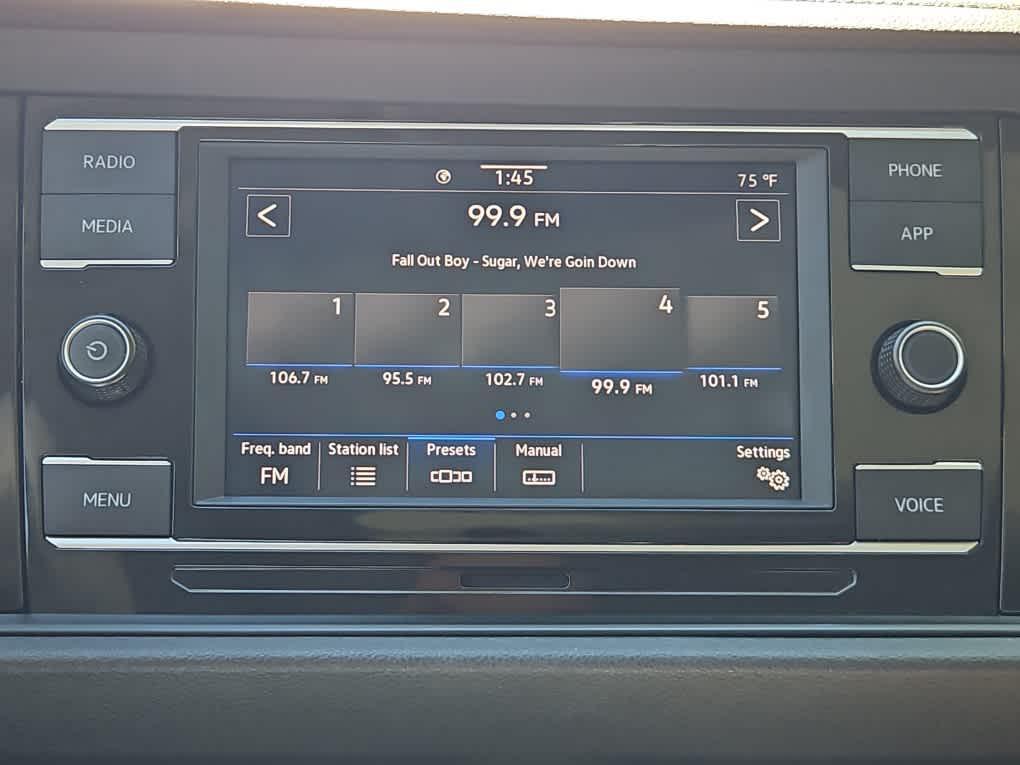 RADIO
MEDIA
MENU
1:45
75 °F
<
99.9 FM
>
Fall Out Boy - Sugar, We're Goin Down
1 2 3 4 5
106.7 FM 95.5 FM 102.7 FM 99.9 FM 101.1 FM
Freq. band Station list Presets Manual Settings
FM
PHONE
APP
VOICE